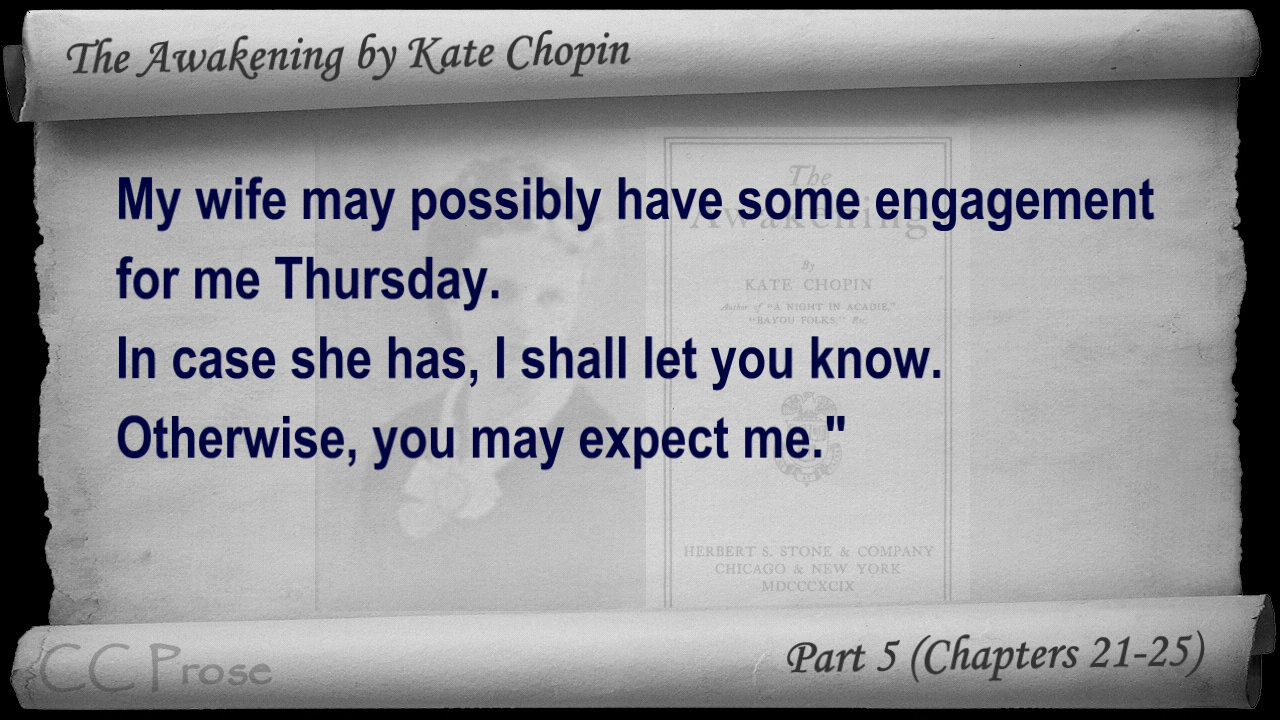 The Awakening by Kate Chopin
My wife may possibly have some engagement
for me Thursday.
In case she has, I shall let you know.
Otherwise, you may expect me."
The
Awakening
By
KATE CHOPIN
Author of "A NIGHT IN ACADIE,"
"BAYOU FOLKS," Etc.
HERBERT S. STONE & COMPANY
CHICAGO & NEW YORK
MDCCCXCIX
CC Prose
Part 5 (Chapters 21-25)